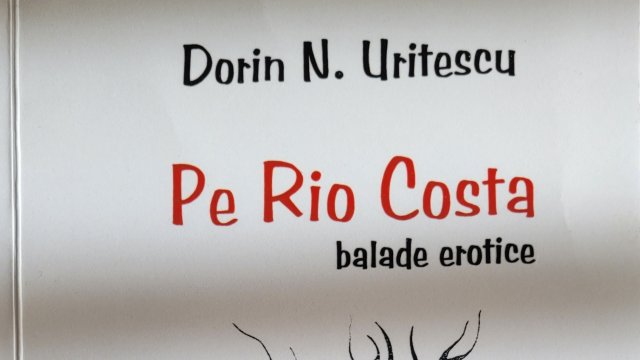 Dorin N. Uritescu
Pe Rio Costa
balade erotice